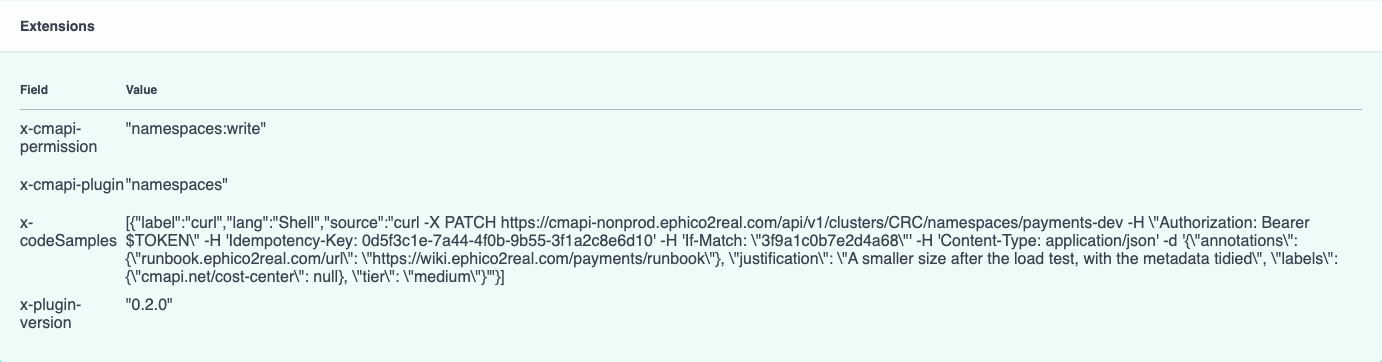 Extensions
Field Value
x-cmapi-permission "namespaces:write"
x-cmapi-plugin "namespaces"
x-codeSamples [{"label":"curl","lang":"Shell","source":"curl -X PATCH https://cmapi-nonprod.ephico2real.com/api/v1/clusters/CRC/namespaces/payments-dev -H \"Authorization: Bearer
$TOKEN\" -H 'Idempotency-Key: 0d5f3c1e-7a44-4f0b-9b55-3f1a2c8e6d10' -H 'If-Match: \"3f9a1c0b7e2d4a68\"' -H 'Content-Type: application/json' -d '{\"annotations\":
{\"runbook.ephico2real.com/url\": \"https://wiki.ephico2real.com/payments/runbook\"}, \"justification\": \"A smaller size after the load test, with the metadata tidied\", \"labels\":
{\"cmapi.net/cost-center\": null}, \"tier\": \"medium\"}'"}]
x-plugin-version "0.2.0"